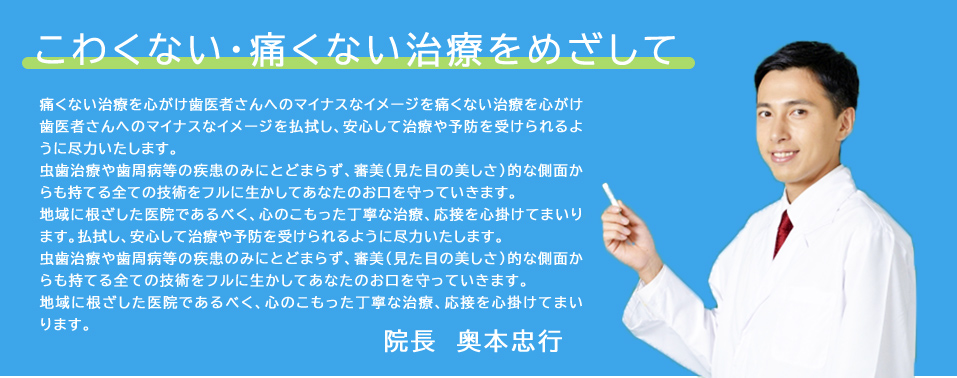 こわくない・痛くない治療をめざして
痛くない治療を心がけ歯医者さんへのマイナスなイメージを痛くない治療を心がけ
歯医者さんへのマイナスなイメージを払拭し、安心して治療や予防を受けられるよ
うに尽力いたします。
虫歯治療や歯周病等の疾患のみにとどまらず、審美（見た目の美しさ）的な側面か
らも持てる全ての技術をフルに生かしてあなたのお口を守っていきます。
地域に根ざした医院であるべく、心のこもった丁寧な治療、応接を心掛けてまいり
ます。払拭し、安心して治療や予防を受けられるように尽力いたします。
虫歯治療や歯周病等の疾患のみにとどまらず、審美（見た目の美しさ）的な側面か
らも持てる全ての技術をフルに生かしてあなたのお口を守っていきます。
地域に根ざした医院であるべく、心のこもった丁寧な治療、応接を心掛けてまい
ります。
院長　奥本忠行